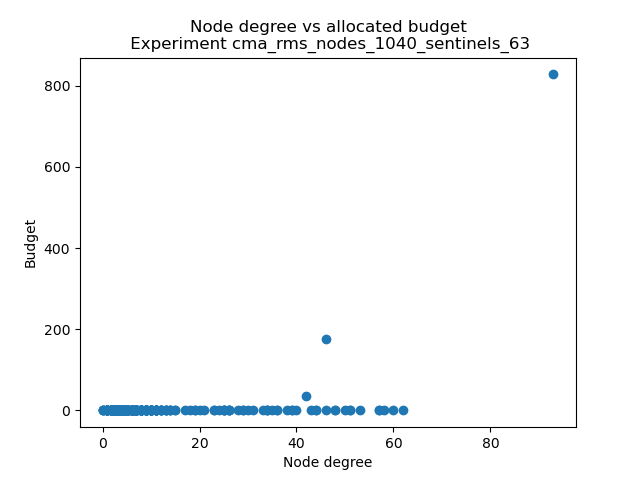 Node degree vs allocated budget
Experiment cma_rms_nodes_1040_sentinels_63
800
600
400
200
0
Budget
0 20 40 60 80
Node degree